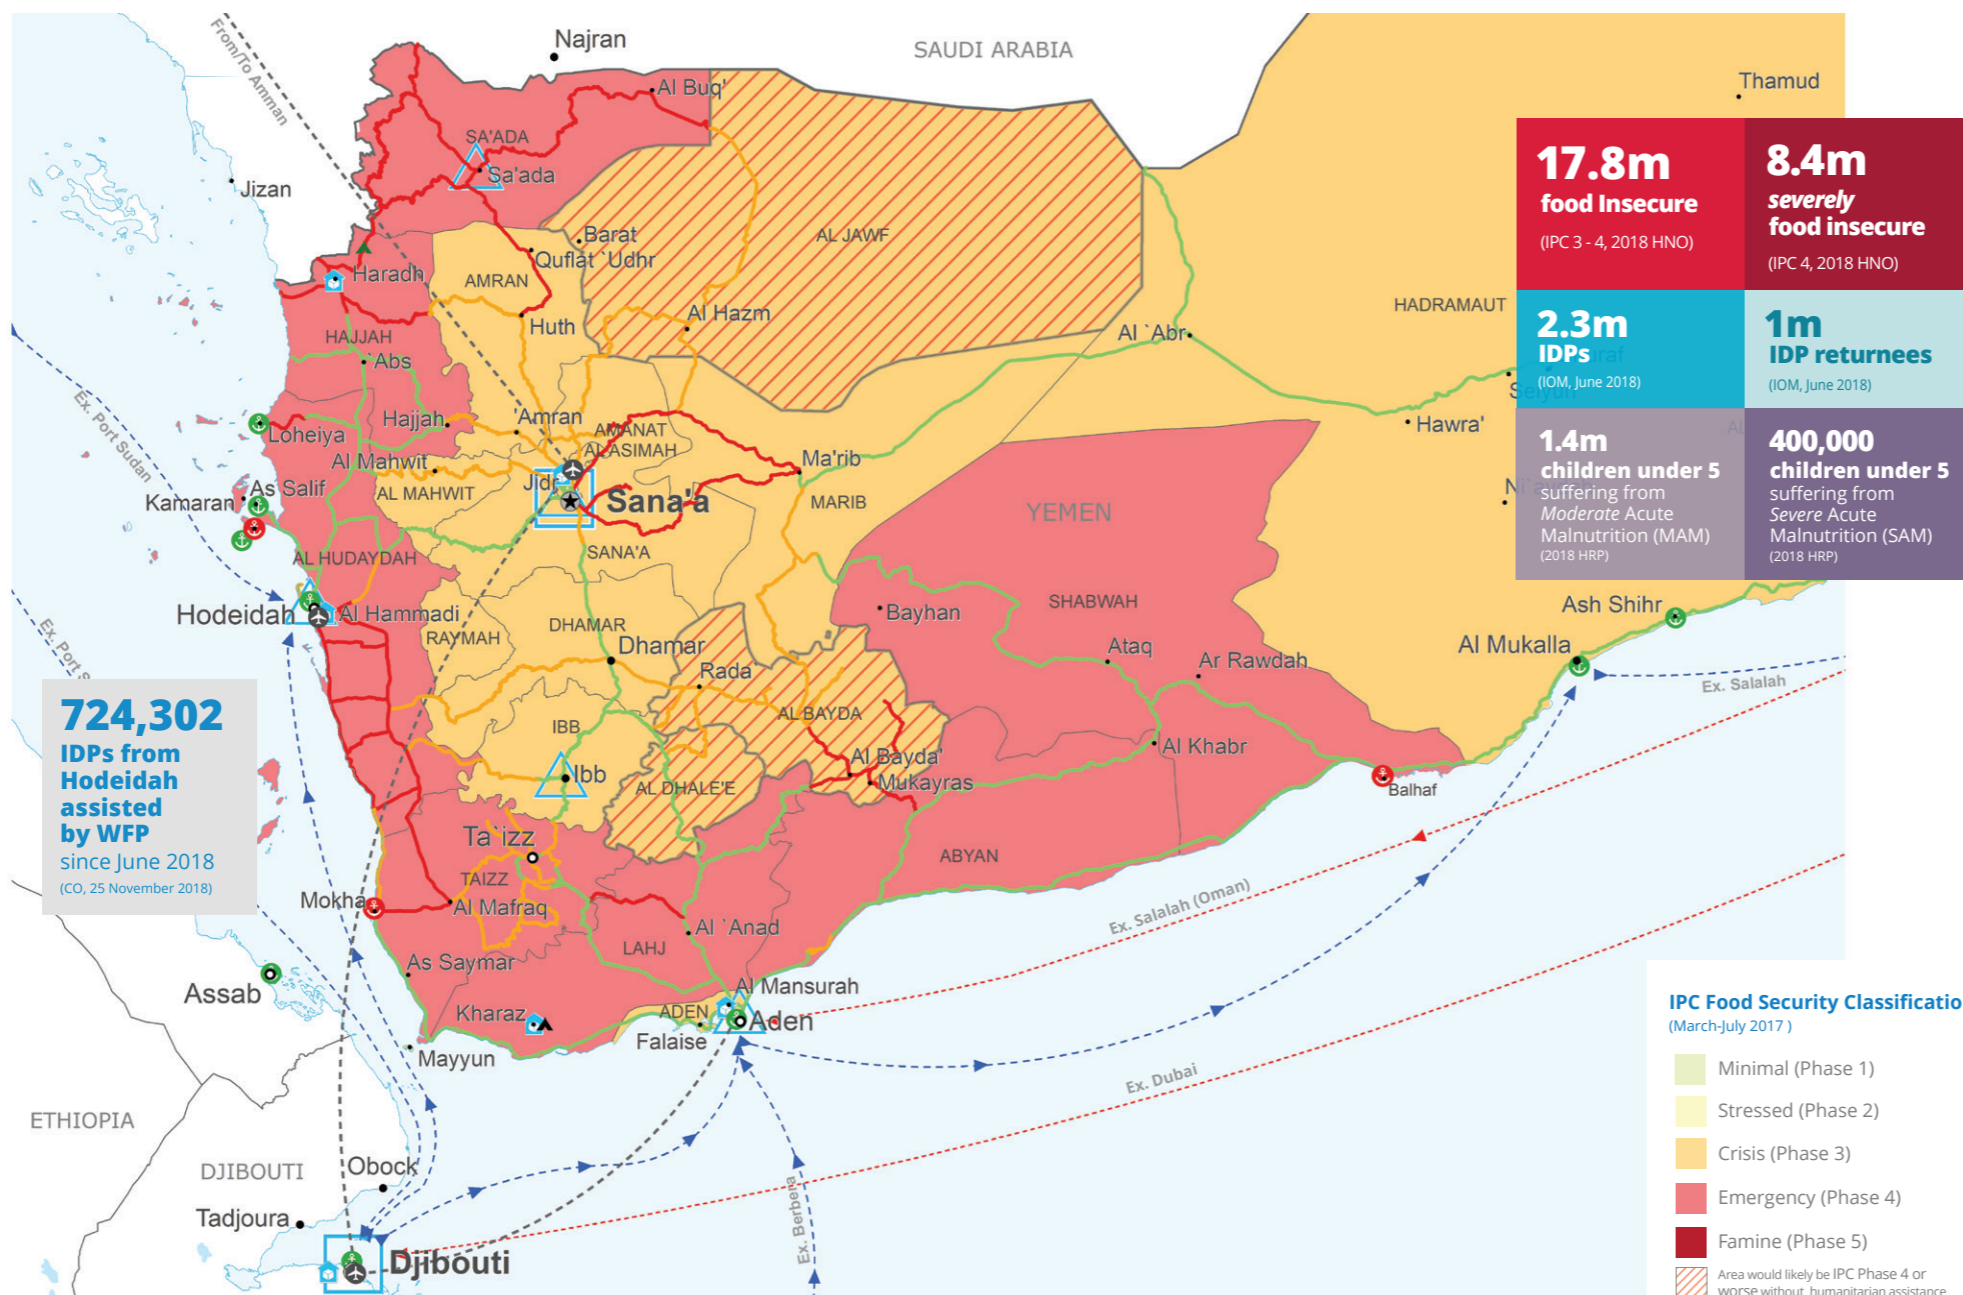 From/To Amman
Najran
SAUDI ARABIA
Thamud
Al Buq'
SA'ADA
Sa'ada
Jizan
17.8m
food Insecure
(IPC 3 - 4, 2018 HNO)
8.4m
severely
food insecure
(IPC 4, 2018 HNO)
Barat
Quflat `Udhr
AL JAWF
Haradh
AMRAN
Al Hazm
HADRAMAUT
Huth
HAJJAH
`Abs
Al `Abr
2.3m
IDPs
(IOM, June 2018)
1m
IDP returnees
(IOM, June 2018)
Seiyun
Ex. Port Sudan
Loheiya
Hajjah
'Amran
AMANAT
AL ASIMAH
Hawra'
Al Mahwit
Ma'rib
Kamaran
As Salif
AL MAHWIT
Jidr
Sana'a
MARIB
YEMEN
1.4m
children under 5
suffering from
Moderate Acute
Malnutrition (MAM)
(2018 HRP)
400,000
children under 5
suffering from
Severe Acute
Malnutrition (SAM)
(2018 HRP)
AL HUDAYDAH
SANA'A
Hodeidah
Al Hammadi
RAYMAH
DHAMAR
Dhamar
Bayhan
SHABWAH
Ash Shihr
Al Mukalla
Ataq
Ar Rawdah
Rada
Ex. Port S
Ex. Salalah
724,302
IDPs from
Hodeidah
assisted
by WFP
since June 2018
(CO, 25 November 2018)
IBB
AL BAYDA
Al Khabr
Ibb
Al Bayda'
Mukayras
AL DHALE'E
Balhaf
Ta`izz
TAIZZ
ABYAN
Mokha
Al Mafraq
Ex. Salalah (Oman)
Al `Anad
LAHJ
As Saymar
Assab
Al Mansurah
Kharaz
ADEN
Aden
Falaise
Mayyun
Ex. Dubai
ETHIOPIA
DJIBOUTI
Obock
Tadjoura
Djibouti
Ex. Berbera
IPC Food Security Classificatio
(March-July 2017 )
Minimal (Phase 1)
Stressed (Phase 2)
Crisis (Phase 3)
Emergency (Phase 4)
Famine (Phase 5)
Area would likely be IPC Phase 4 or
worse without humanitarian assistance